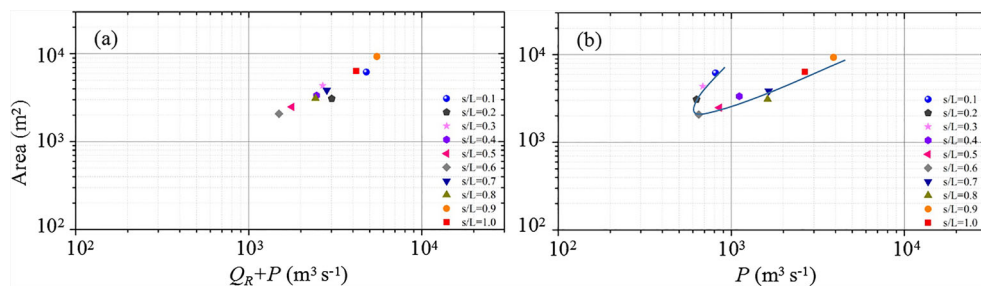 (a)
10⁴
10³
10²
Area (m²)
s/L=0.1
s/L=0.2
s/L=0.3
s/L=0.4
s/L=0.5
s/L=0.6
s/L=0.7
s/L=0.8
s/L=0.9
s/L=1.0
10² 10³ 10⁴
Q_R+P (m³ s⁻¹)
(b)
10⁴
10³
10²
s/L=0.1
s/L=0.2
s/L=0.3
s/L=0.4
s/L=0.5
s/L=0.6
s/L=0.7
s/L=0.8
s/L=0.9
s/L=1.0
10² 10³ 10⁴
P (m³ s⁻¹)